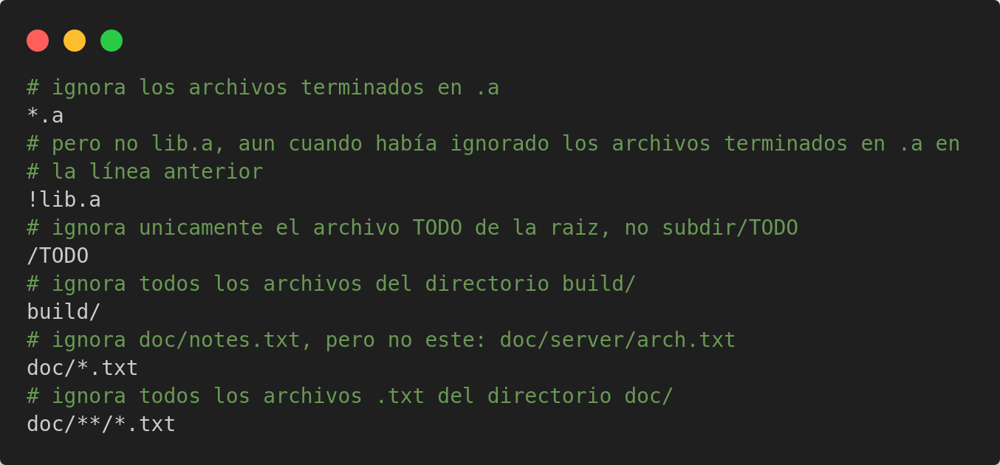 # ignora los archivos terminados en .a
*.a
# pero no lib.a, aun cuando había ignorado los archivos terminados en .a en
# la línea anterior
!lib.a
# ignora unicamente el archivo TODO de la raiz, no subdir/TODO
/TODO
# ignora todos los archivos del directorio build/
build/
# ignora doc/notes.txt, pero no este: doc/server/arch.txt
doc/*.txt
# ignora todos los archivos .txt del directorio doc/
doc/**/*.txt